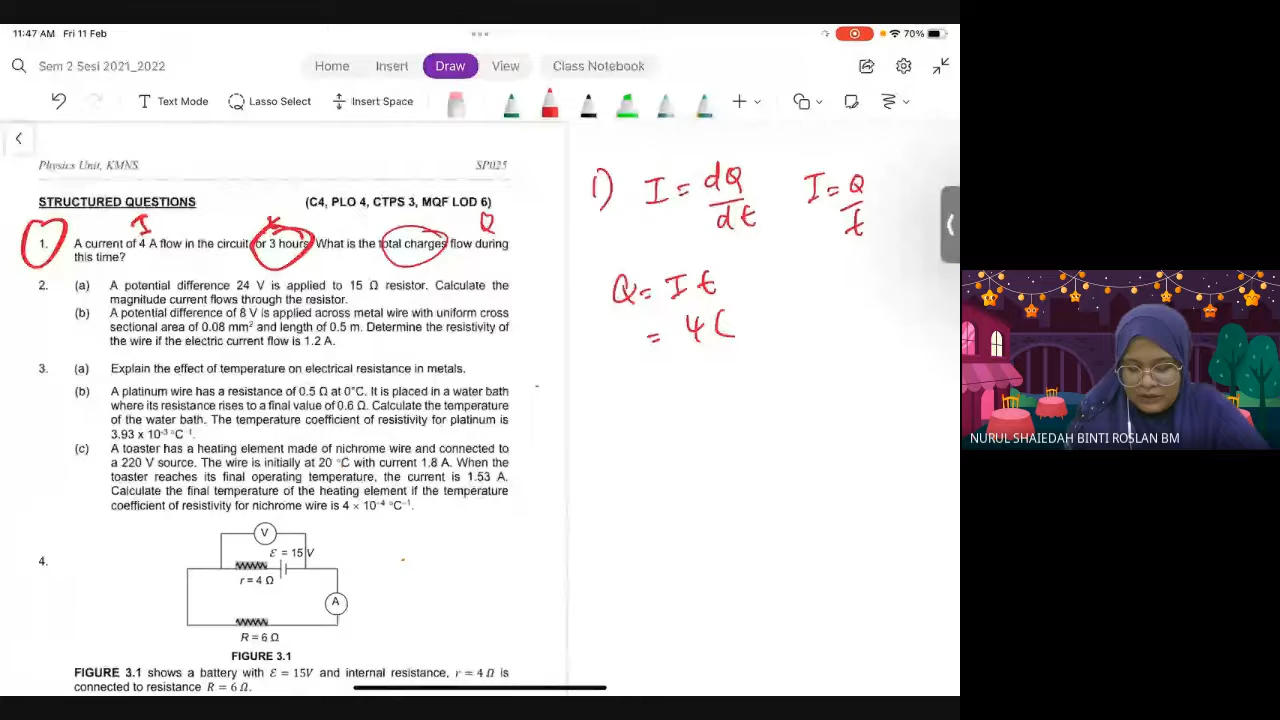 11:47 AM Fri 11 Feb
70%
Sem 2 Sesi 2021_2022
Home Insert Draw View Class Notebook
Text Mode Lasso Select Insert Space
Physics Unit, KMNS
SP025
STRUCTURED QUESTIONS (C4, PLO 4, CTPS 3, MQF LOD 6)
I t Q
1. A current of 4 A flow in the circuit for 3 hours. What is the total charges flow during
this time?
2. (a) A potential difference 24 V is applied to 15 Ω resistor. Calculate the
magnitude current flows through the resistor.
(b) A potential difference of 8 V is applied across metal wire with uniform cross
sectional area of 0.08 mm² and length of 0.5 m. Determine the resistivity of
the wire if the electric current flow is 1.2 A.
3. (a) Explain the effect of temperature on electrical resistance in metals.
(b) A platinum wire has a resistance of 0.5 Ω at 0°C. It is placed in a water bath
where its resistance rises to a final value of 0.6 Ω. Calculate the temperature
of the water bath. The temperature coefficient of resistivity for platinum is
3.93 x 10⁻³ °C⁻¹.
(c) A toaster has a heating element made of nichrome wire and connected to
a 220 V source. The wire is initially at 20 °C with current 1.8 A. When the
toaster reaches its final operating temperature, the current is 1.53 A.
Calculate the final temperature of the heating element if the temperature
coefficient of resistivity for nichrome wire is 4 × 10⁻⁴ °C⁻¹.
4.
V
ℰ = 15 V
r = 4 Ω
A
R = 6 Ω
FIGURE 3.1
FIGURE 3.1 shows a battery with ℰ = 15V and internal resistance, r = 4 Ω is
connected to resistance R = 6 Ω.
1) I = dQ/dt I = Q/t
Q = I t
= 4 (
NURUL SHAIEDAH BINTI ROSLAN BM